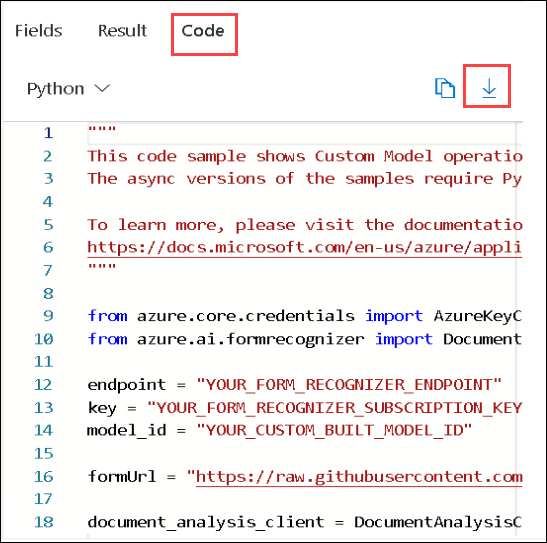 Fields Result Code
Python
1 """
2 This code sample shows Custom Model operatio
3 The async versions of the samples require Py
4
5 To learn more, please visit the documentatio
6 https://docs.microsoft.com/en-us/azure/appli
7 """
8
9 from azure.core.credentials import AzureKeyC
10 from azure.ai.formrecognizer import Document
11
12 endpoint = "YOUR_FORM_RECOGNIZER_ENDPOINT"
13 key = "YOUR_FORM_RECOGNIZER_SUBSCRIPTION_KEY
14 model_id = "YOUR_CUSTOM_BUILT_MODEL_ID"
15
16 formUrl = "https://raw.githubusercontent.com
17
18 document_analysis_client = DocumentAnalysisC